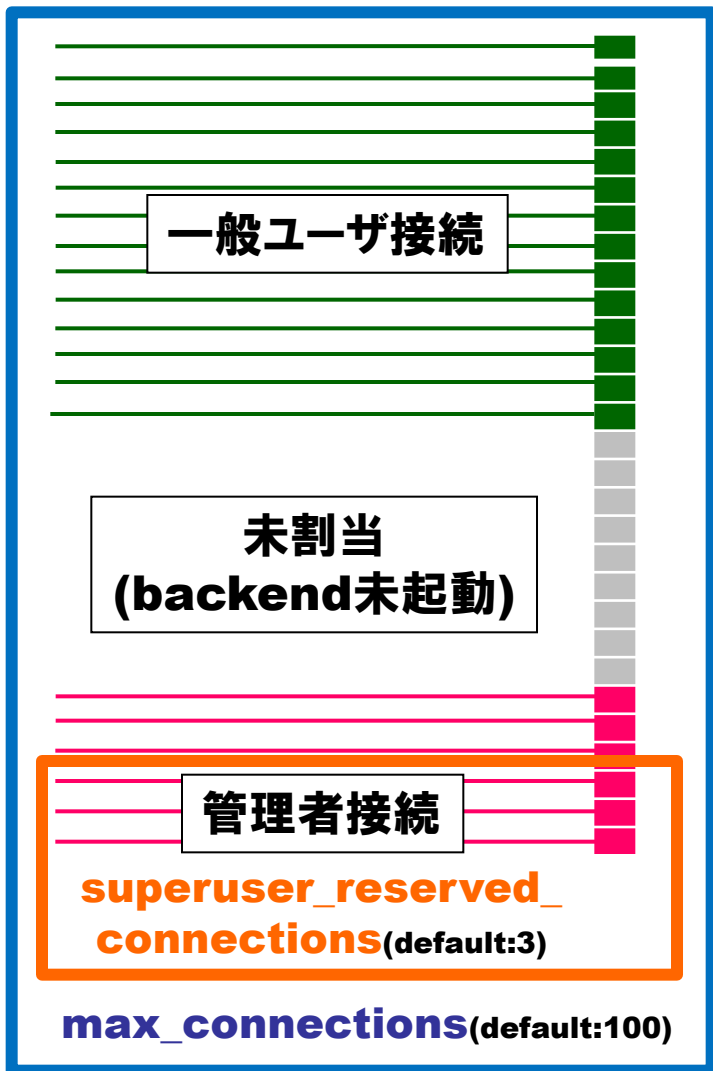 一般ユーザ接続
未割当
(backend未起動)
管理者接続
superuser_reserved_
connections(default:3)
max_connections(default:100)